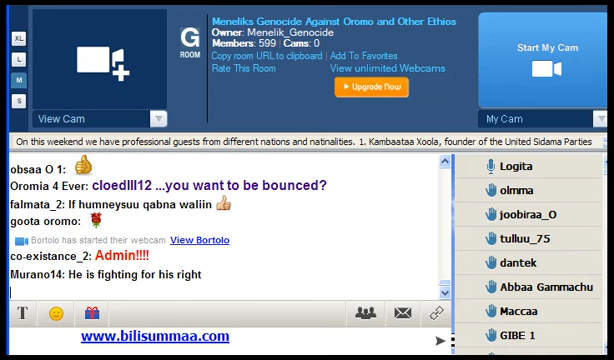 XL
L
M
S
View Cam
G
ROOM
Meneliks Genocide Against Oromo and Other Ethios
Owner: Menelik_Genocide
Members: 599 | Cams: 0
Copy room URL to clipboard | Add To Favorites
Rate This Room View unlimited Webcams
Upgrade Now
Start My Cam
My Cam
On this weekend we have professional guests from different nations and natinalities. 1. Kambaataa Xoola, founder of the United Sidama Parties
obsaa O 1:
Oromia 4 Ever: cloedlll12 ...you want to be bounced?
falmata_2: If humneysuu qabna waliin
goota oromo:
Bortolo has started their webcam View Bortolo
co-existance_2: Admin!!!!
Murano14: He is fighting for his right
T
www.bilisummaa.com
Logita
olmma
joobiraa_O
tulluu_75
dantek
Abbaa Gammachu
Maccaa
GIBE 1